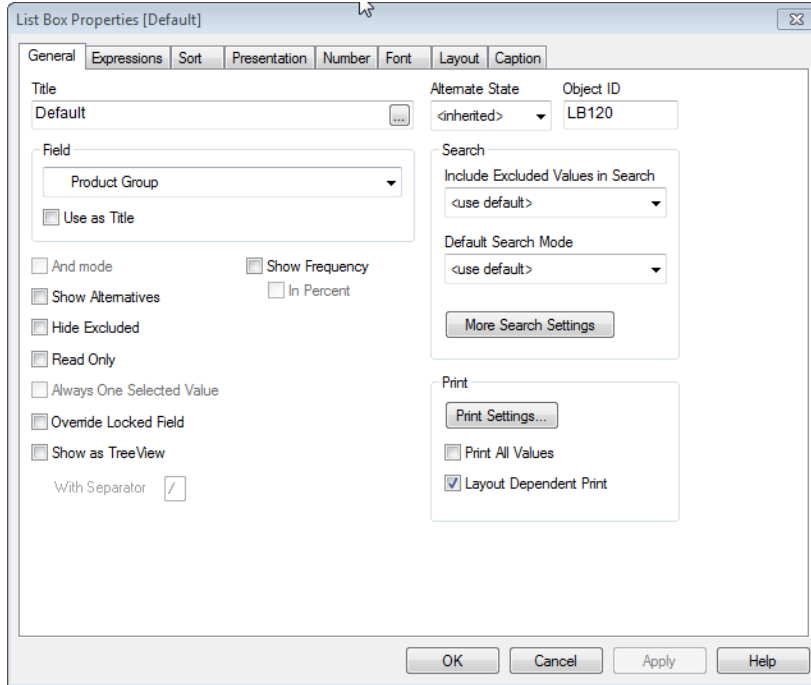 List Box Properties [Default]
General Expressions Sort Presentation Number Font Layout Caption
Title
Default
...
Alternate State
<inherited>
Object ID
LB120
Field
Product Group
Use as Title
And mode
Show Alternatives
Hide Excluded
Read Only
Always One Selected Value
Override Locked Field
Show as TreeView
With Separator /
Show Frequency
In Percent
Search
Include Excluded Values in Search
<use default>
Default Search Mode
<use default>
More Search Settings
Print
Print Settings...
Print All Values
Layout Dependent Print
OK Cancel Apply Help